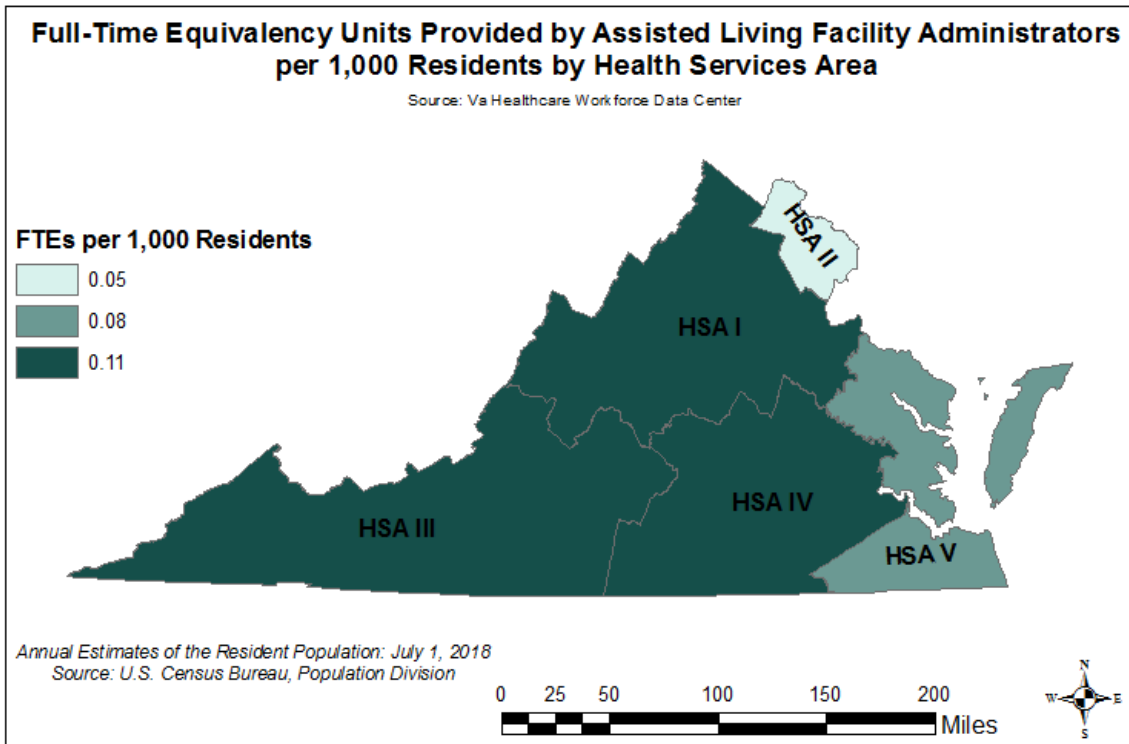 Full-Time Equivalency Units Provided by Assisted Living Facility Administrators
per 1,000 Residents by Health Services Area
Source: Va Healthcare Workforce Data Center
FTEs per 1,000 Residents
0.05
0.08
0.11
HSA II
HSA I
HSA IV
HSA III
HSA V
Annual Estimates of the Resident Population: July 1, 2018
Source: U.S. Census Bureau, Population Division
0 25 50 100 150 200
Miles
N
W E
S